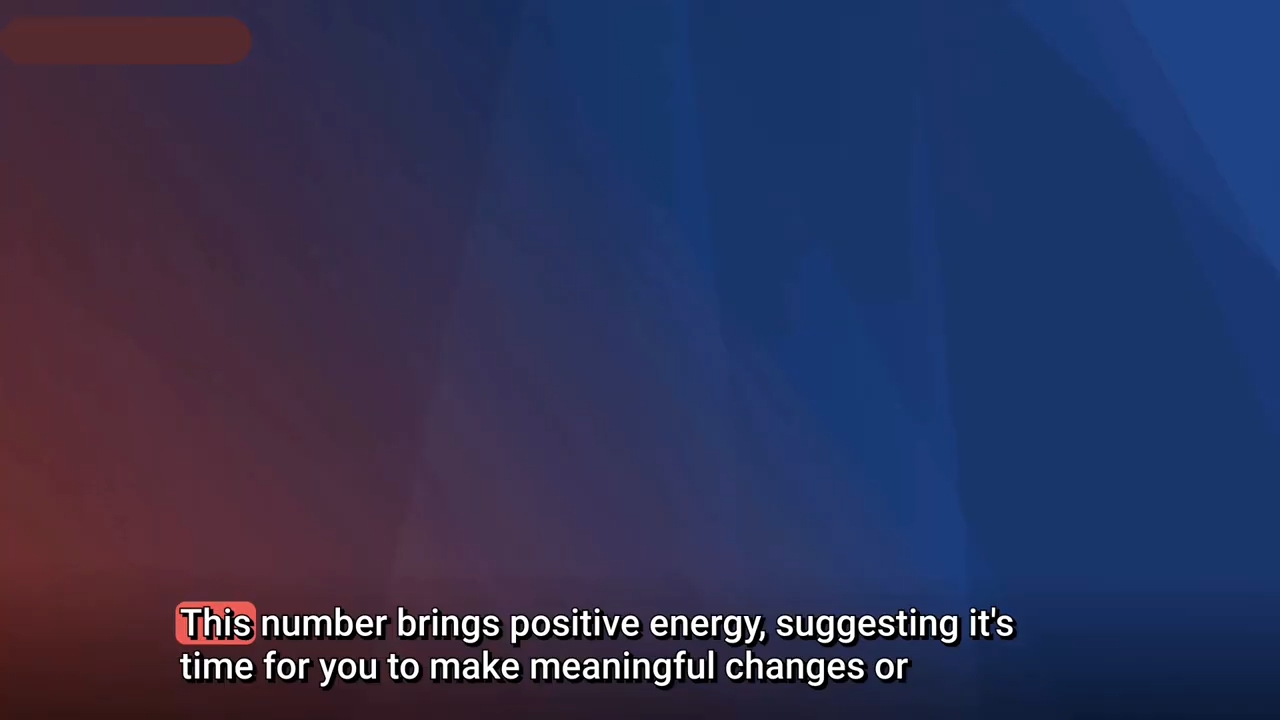 This number brings positive energy, suggesting it's
time for you to make meaningful changes or